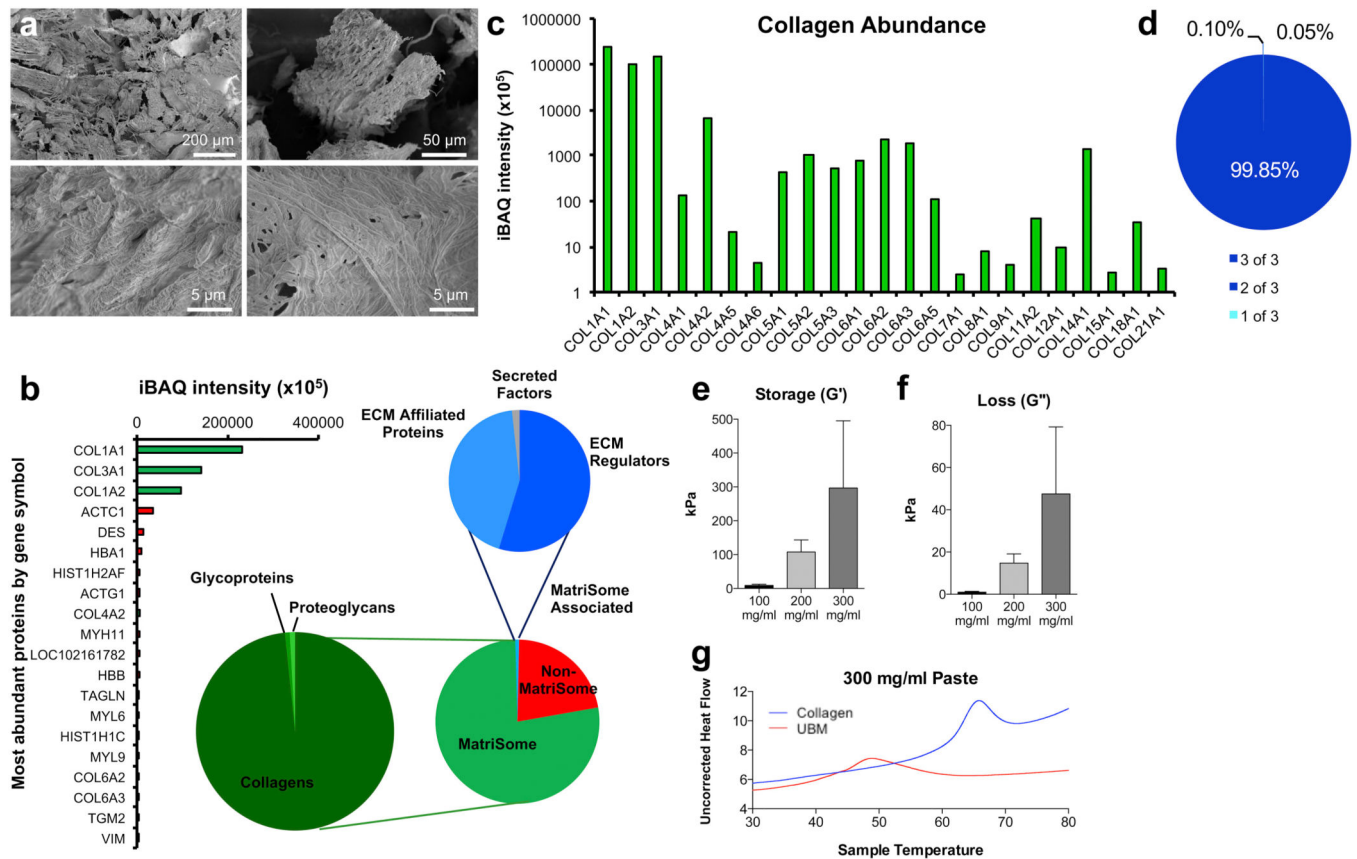 a
200 µm
50 µm
5 µm
5 µm
c
Collagen Abundance
iBAQ intensity (x10⁵)
1000000
100000
10000
1000
100
10
1
COL1A1
COL1A2
COL3A1
COL4A1
COL4A2
COL4A5
COL4A6
COL5A1
COL5A2
COL5A3
COL6A1
COL6A2
COL6A3
COL6A5
COL7A1
COL8A1
COL9A1
COL11A2
COL12A1
COL14A1
COL15A1
COL18A1
COL21A1
d
0.10%
0.05%
99.85%
3 of 3
2 of 3
1 of 3
b
iBAQ intensity (x10⁵)
0
200000
400000
Most abundant proteins by gene symbol
COL1A1
COL3A1
COL1A2
ACTC1
DES
HBA1
HIST1H2AF
ACTG1
COL4A2
MYH11
LOC102161782
HBB
TAGLN
MYL6
HIST1H1C
MYL9
COL6A2
COL6A3
TGM2
VIM
Secreted
Factors
ECM Affiliated
Proteins
ECM
Regulators
MatriSome
Associated
Glycoproteins
Proteoglycans
Collagens
Non-
MatriSome
MatriSome
e
Storage (G')
kPa
500
400
300
200
100
0
100
mg/ml
200
mg/ml
300
mg/ml
f
Loss (G")
kPa
80
60
40
20
0
100
mg/ml
200
mg/ml
300
mg/ml
g
300 mg/ml Paste
Uncorrected Heat Flow
12
10
8
6
4
Collagen
UBM
30
40
50
60
70
80
Sample Temperature